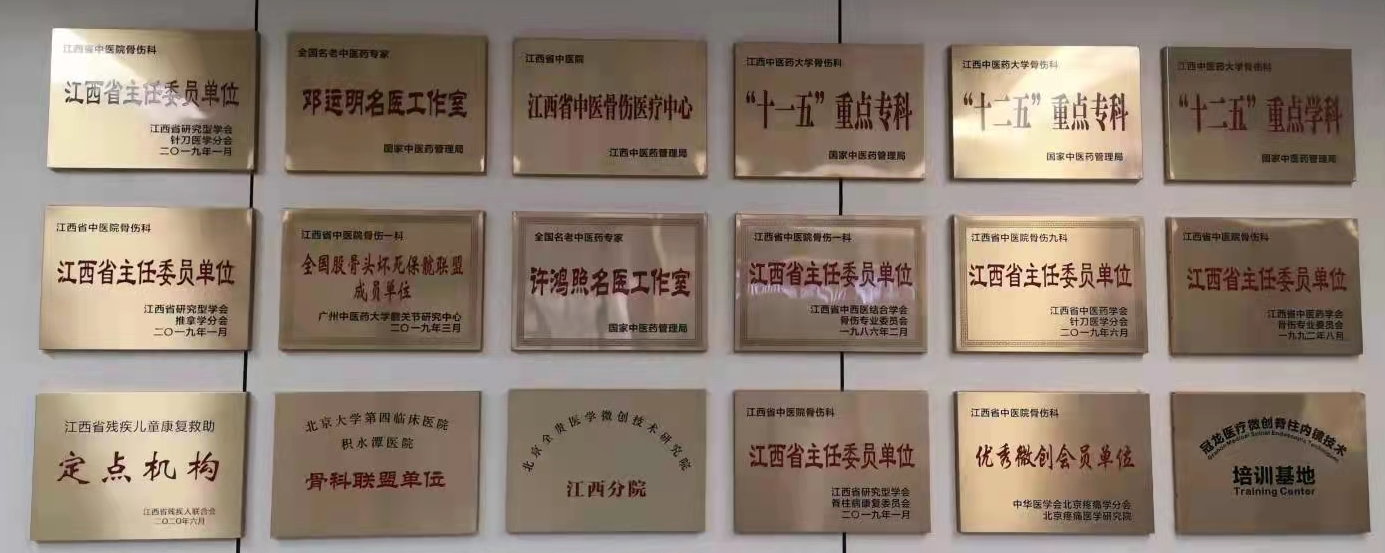 江西省中医院骨伤科
江西省主任委员单位
江西省研究型学会
针刀医学分会
二〇一九年一月
全国名老中医药专家
邓运明名医工作室
国家中医药管理局
江西省中医院
江西省中医骨伤医疗中心
江西中医药管理局
江西中医药大学骨伤科
“十一五”重点专科
国家中医药管理局
江西中医药大学骨伤科
“十二五”重点专科
国家中医药管理局
江西中医药大学骨伤科
“十二五”重点学科
国家中医药管理局
江西省中医院骨伤科
江西省主任委员单位
江西省研究型学会
推拿学分会
二〇一九年一月
江西省中医院骨伤一科
全国股骨头坏死保髋联盟
成员单位
广州中医药大学髋关节研究中心
二〇一九年三月
全国名老中医药专家
许鸿照名医工作室
国家中医药管理局
江西省中医院骨伤一科
江西省主任委员单位
江西省中西医结合学会
骨伤专业委员会
一九八六年二月
江西省中医院骨伤九科
江西省主任委员单位
江西省中医药学会
针刀医学分会
二〇一九年六月
江西省中医院骨伤科
江西省主任委员单位
江西省中医药学会
骨伤专业委员会
一九九二年八月
江西省残疾儿童康复救助
定点机构
江西省残疾人联合会
二〇二〇年六月
北京大学第四临床医院
积水潭医院
骨科联盟单位
北京全贵医学微创技术研究院
江西分院
江西省中医院骨伤科
江西省主任委员单位
江西省研究型学会
脊柱病康复委员会
二〇一九年一月
江西省中医院骨伤科
优秀微创会员单位
中华医学会北京疼痛学分会
北京疼痛医学研究院
冠龙医疗微创脊柱内镜技术
培训基地
Training Center